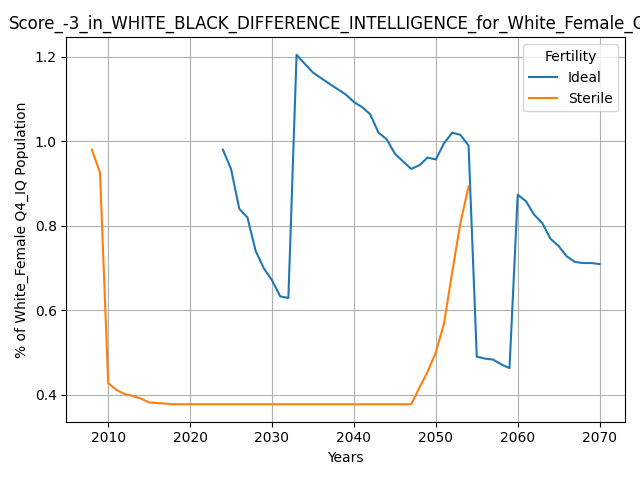 Score_-3_in_WHITE_BLACK_DIFFERENCE_INTELLIGENCE_for_White_Female_
% of White_Female Q4_IQ Population
1.2
1.0
0.8
0.6
0.4
Fertility
Ideal
Sterile
2010 2020 2030 2040 2050 2060 2070
Years